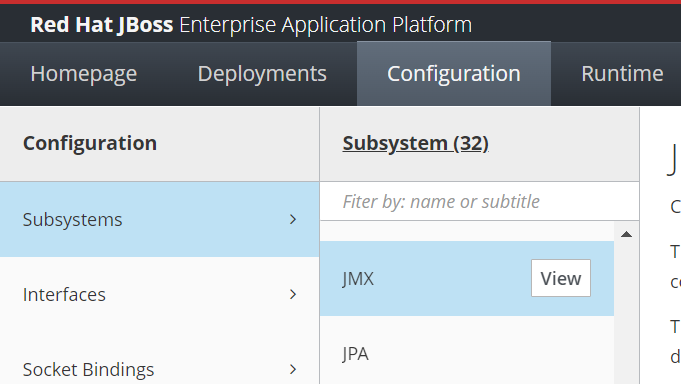 Red Hat JBoss Enterprise Application Platform
Homepage Deployments Configuration Runtime
Configuration
Subsystem (32)
J
Subsystems
Fiter by: name or subtitle
C
T
JMX View
Interfaces
T
JPA
d
Socket Bindings